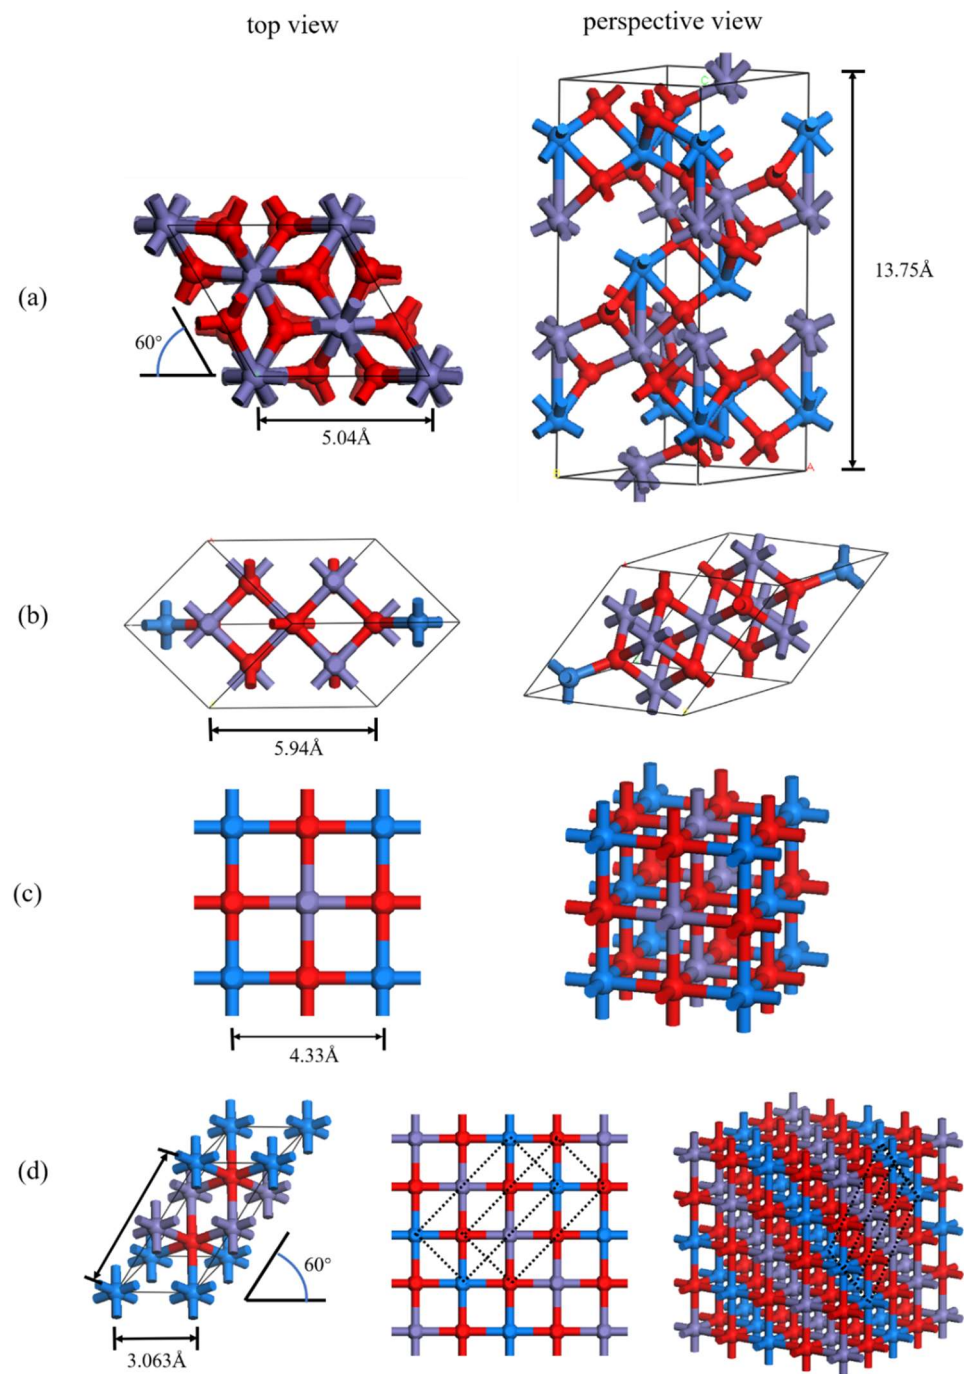 top view
perspective view
C
(a)
13.75Å
60°
5.04Å
A
(b)
5.94Å
(c)
4.33Å
(d)
60°
3.063Å